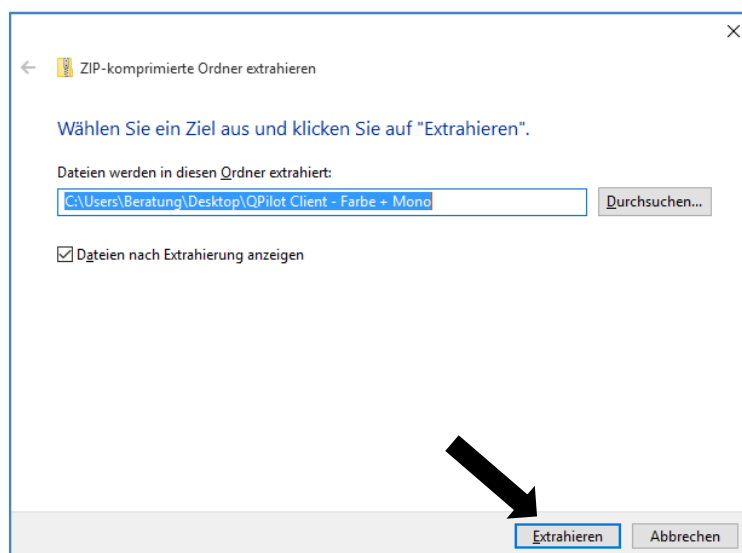 ZIP-komprimierte Ordner extrahieren
Wählen Sie ein Ziel aus und klicken Sie auf "Extrahieren".
Dateien werden in diesen Ordner extrahiert:
C:\Users\Beratung\Desktop\QPilot Client - Farbe + Mono
Durchsuchen...
Dateien nach Extrahierung anzeigen
Extrahieren Abbrechen